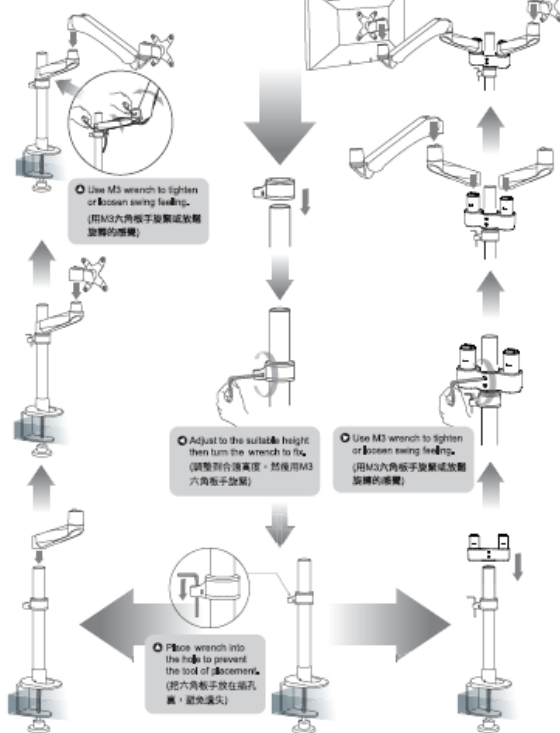 Use M3 wrench to tighten
or loosen swing feeling.
(用M3六角板手旋緊或放鬆
旋轉的感覺)
Adjust to the suitable height
then turn the wrench to fix.
(調整到合適高度，然後用M3
六角板手旋緊)
Use M3 wrench to tighten
or loosen swing feeling.
(用M3六角板手旋緊或放鬆
旋轉的感覺)
Place wrench into
the hole to prevent
the tool of placement.
(把六角板手放在插孔
裏，避免遺失)